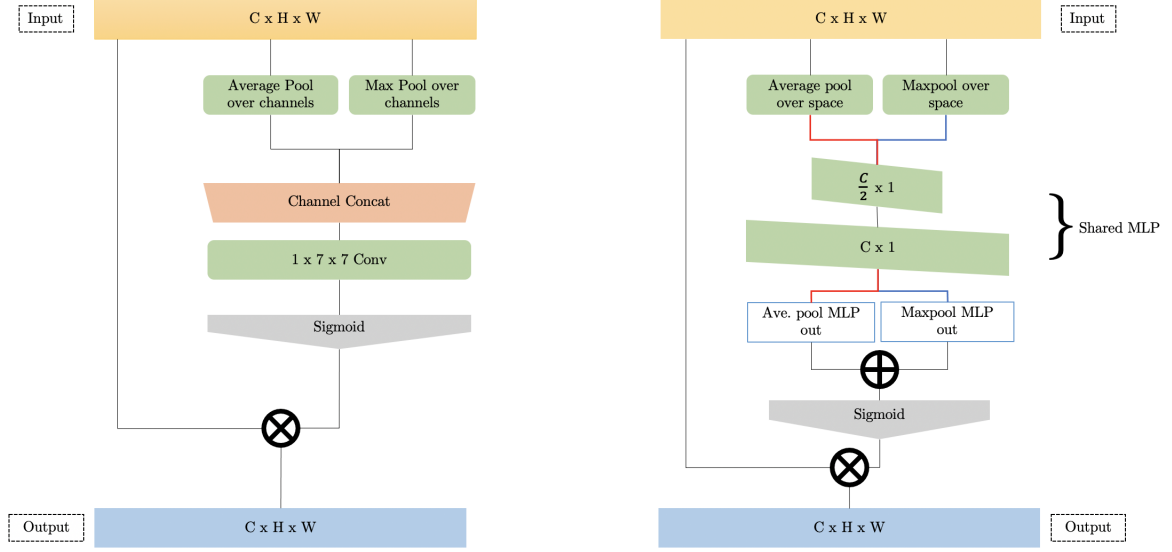 Input
C x H x W
Average Pool
over channels
Max Pool over
channels
Channel Concat
1 x 7 x 7 Conv
Sigmoid
Output
C x H x W
C x H x W
Input
Average pool
over space
Maxpool over
space
C/2 x 1
C x 1
Shared MLP
Ave. pool MLP
out
Maxpool MLP
out
Sigmoid
C x H x W
Output